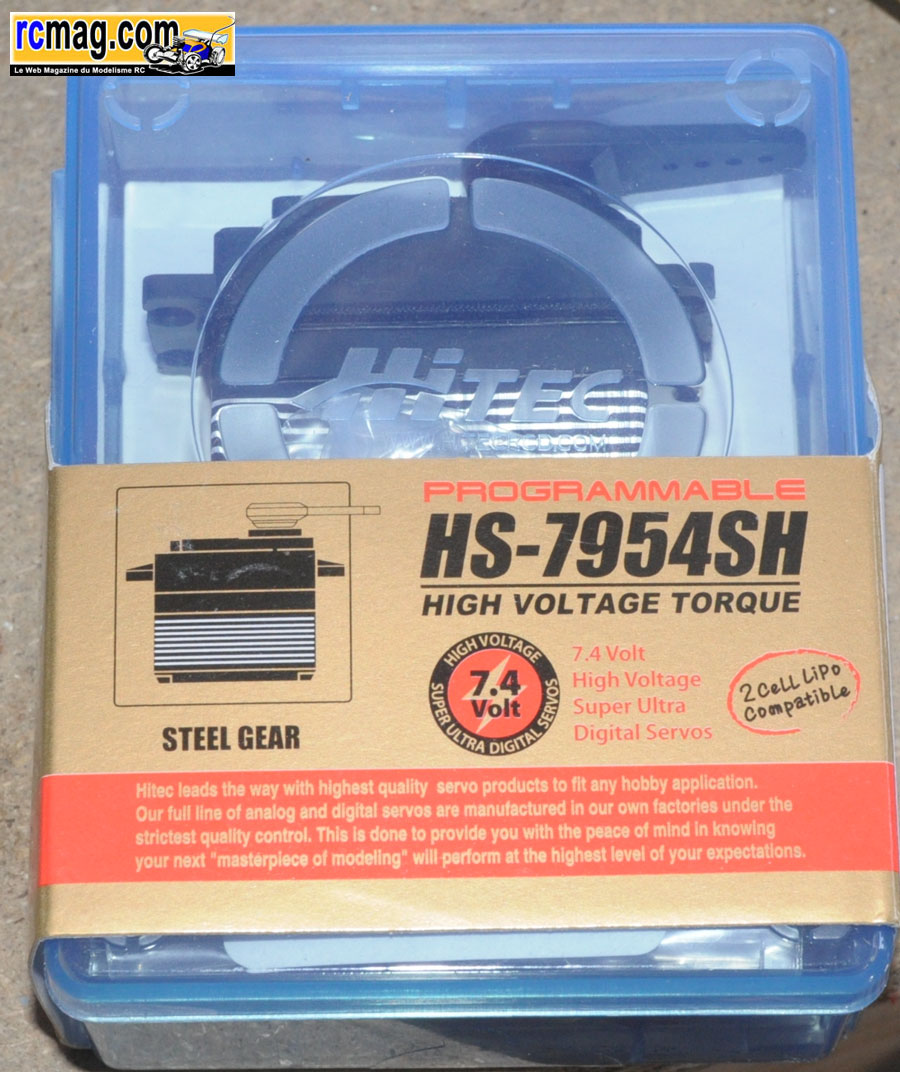 rcmag.com
Le Web Magazine du Modelisme RC
HiTEC
HITECRCD.COM
PROGRAMMABLE
HS-7954SH
HIGH VOLTAGE TORQUE
HIGH VOLTAGE
7.4
Volt
SUPER ULTRA DIGITAL SERVOS
7.4 Volt
High Voltage
Super Ultra
Digital Servos
2 Cell LiPo
Compatible
STEEL GEAR
Hitec leads the way with highest quality servo products to fit any hobby application.
Our full line of analog and digital servos are manufactured in our own factories under the
strictest quality control. This is done to provide you with the peace of mind in knowing
your next "masterpiece of modeling" will perform at the highest level of your expectations.